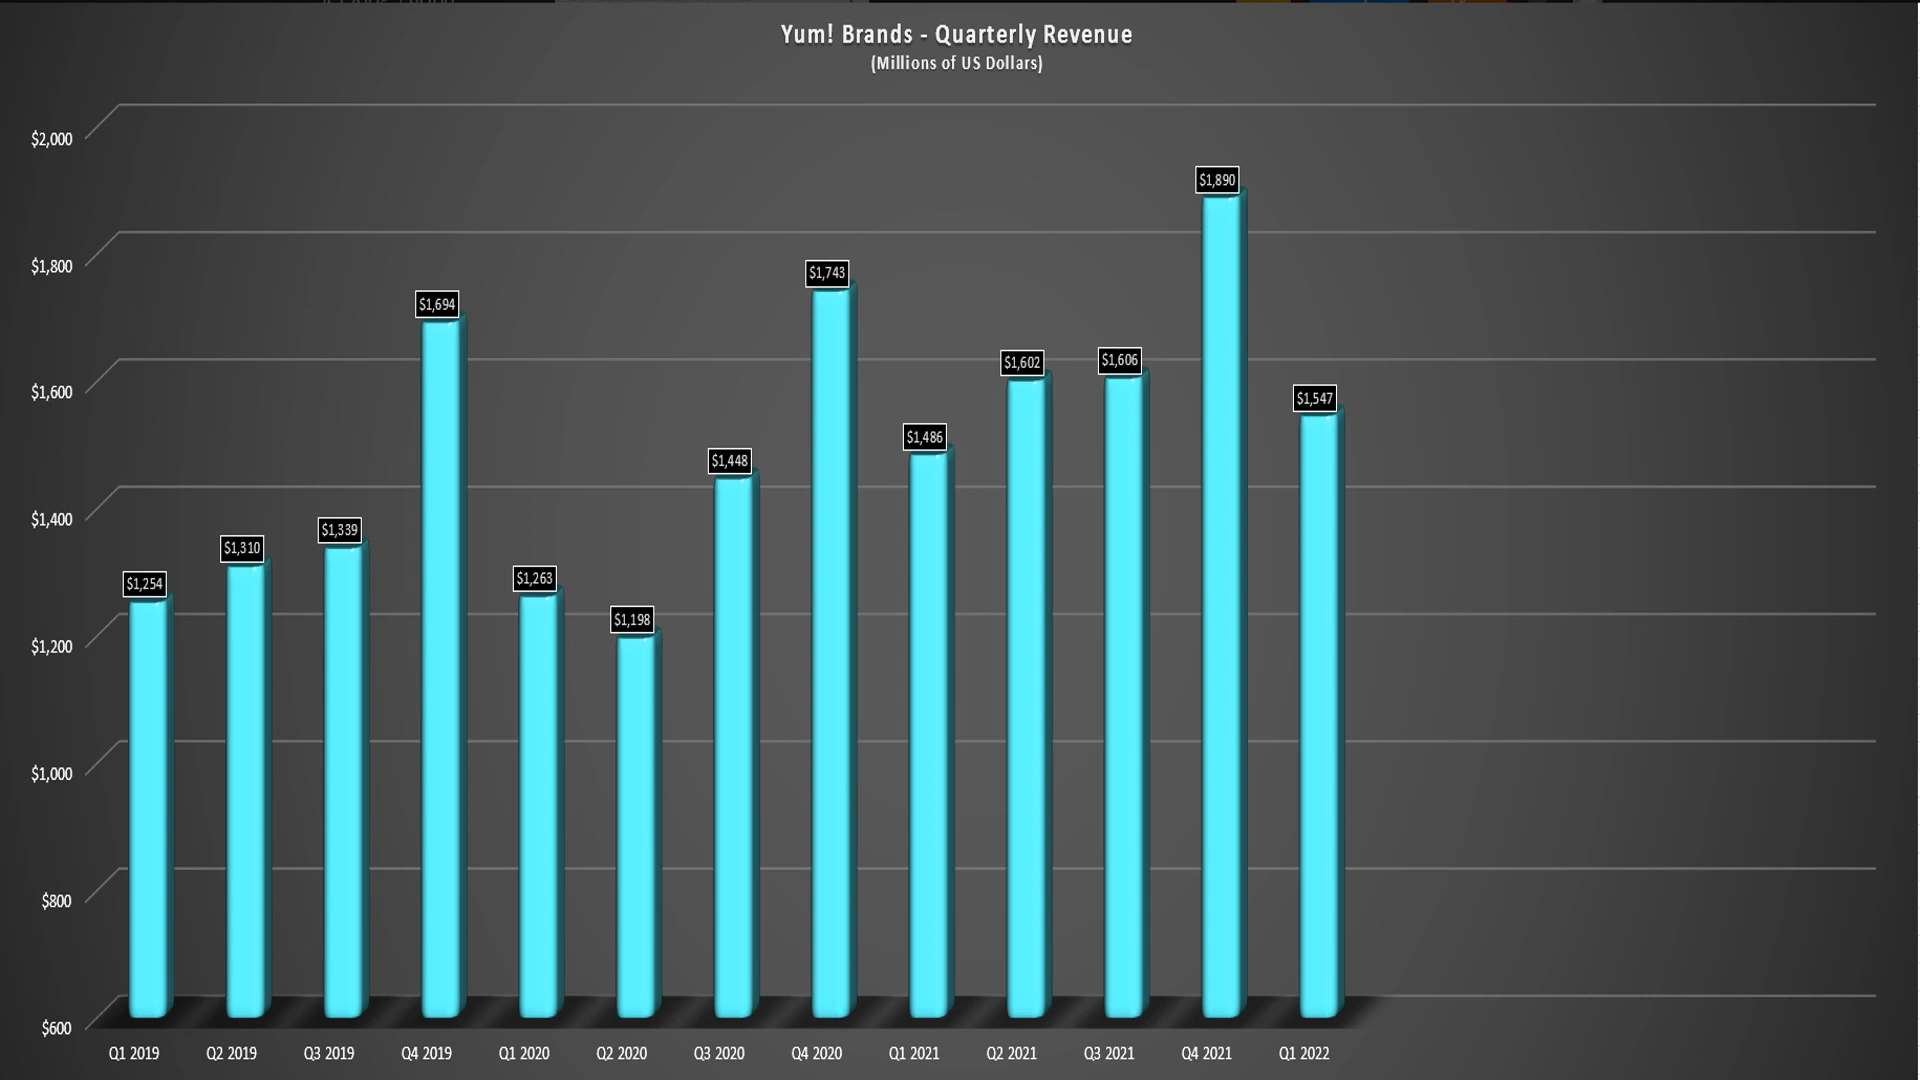 Yum! Brands - Quarterly Revenue
(Millions of US Dollars)
$2,000
$1,800
$1,600
$1,400
$1,200
$1,000
$800
$600
$1,254
$1,310
$1,339
$1,694
$1,263
$1,198
$1,448
$1,743
$1,486
$1,602
$1,606
$1,890
$1,547
Q1 2019
Q2 2019
Q3 2019
Q4 2019
Q1 2020
Q2 2020
Q3 2020
Q4 2020
Q1 2021
Q2 2021
Q3 2021
Q4 2021
Q1 2022